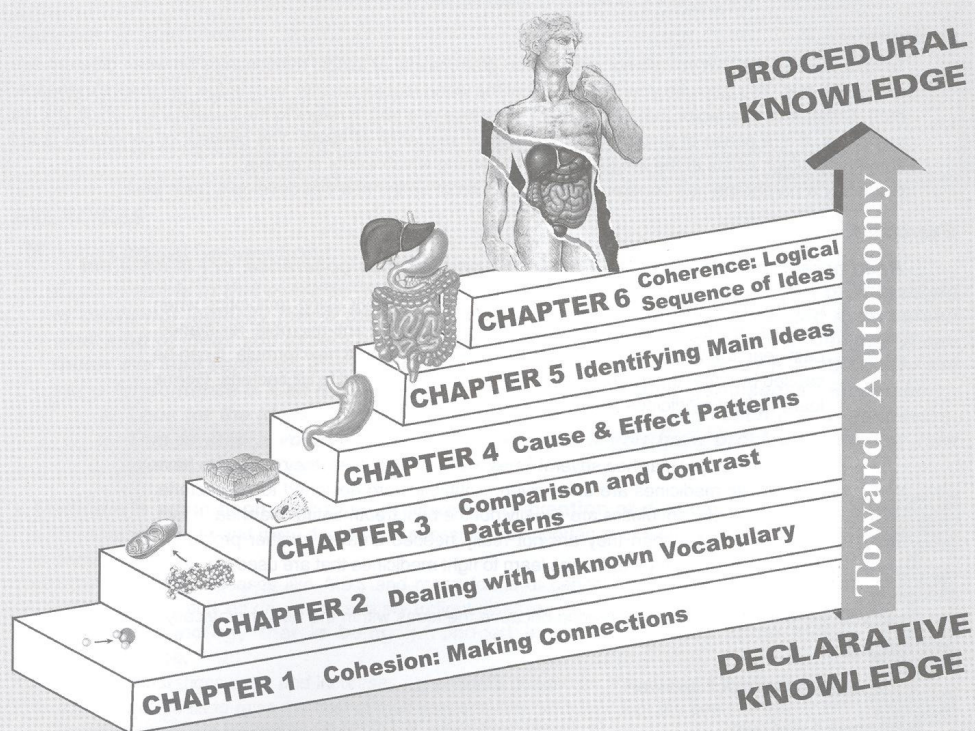 PROCEDURAL
KNOWLEDGE
Toward Autonomy
CHAPTER 6 Coherence: Logical
Sequence of Ideas
CHAPTER 5 Identifying Main Ideas
CHAPTER 4 Cause & Effect Patterns
CHAPTER 3 Comparison and Contrast
Patterns
CHAPTER 2 Dealing with Unknown Vocabulary
CHAPTER 1 Cohesion: Making Connections
DECLARATIVE
KNOWLEDGE